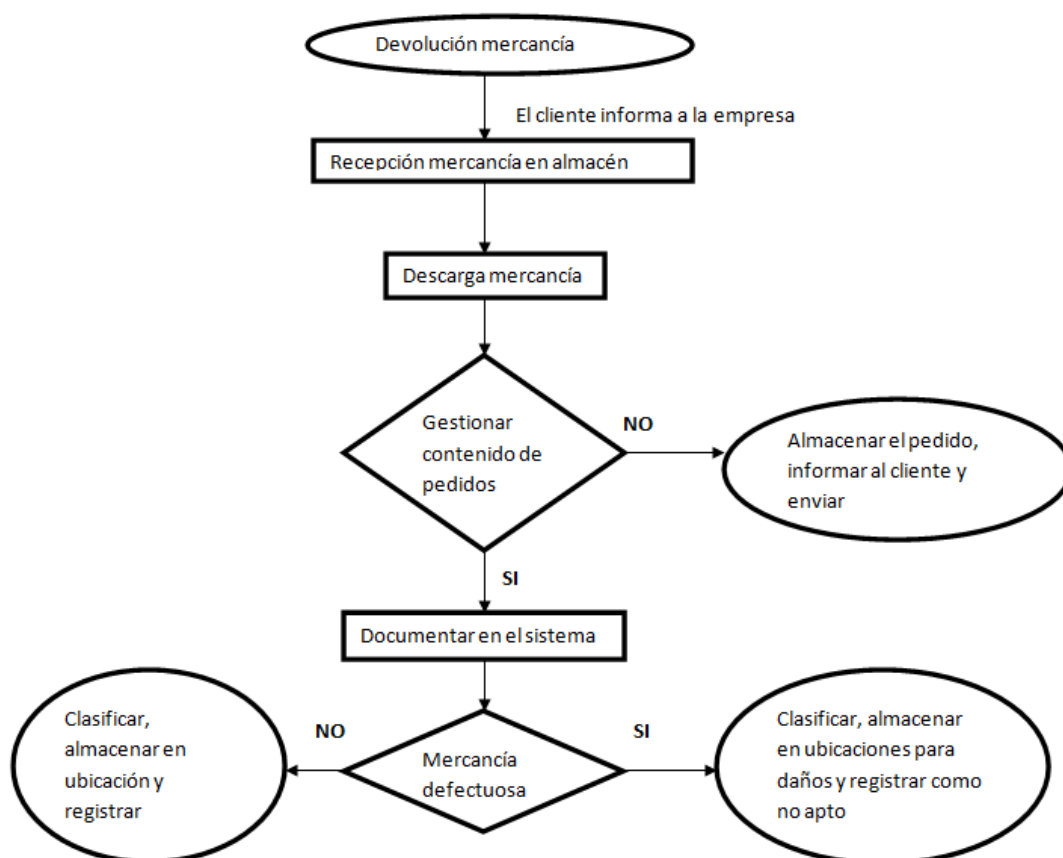 Devolución mercancía
El cliente informa a la empresa
Recepción mercancía en almacén
Descarga mercancía
Gestionar
contenido de
pedidos
NO
Almacenar el pedido,
informar al cliente y
enviar
SI
Documentar en el sistema
Clasificar,
almacenar en
ubicación y
registrar
NO
Mercancía
defectuosa
SI
Clasificar, almacenar
en ubicaciones para
daños y registrar como
no apto